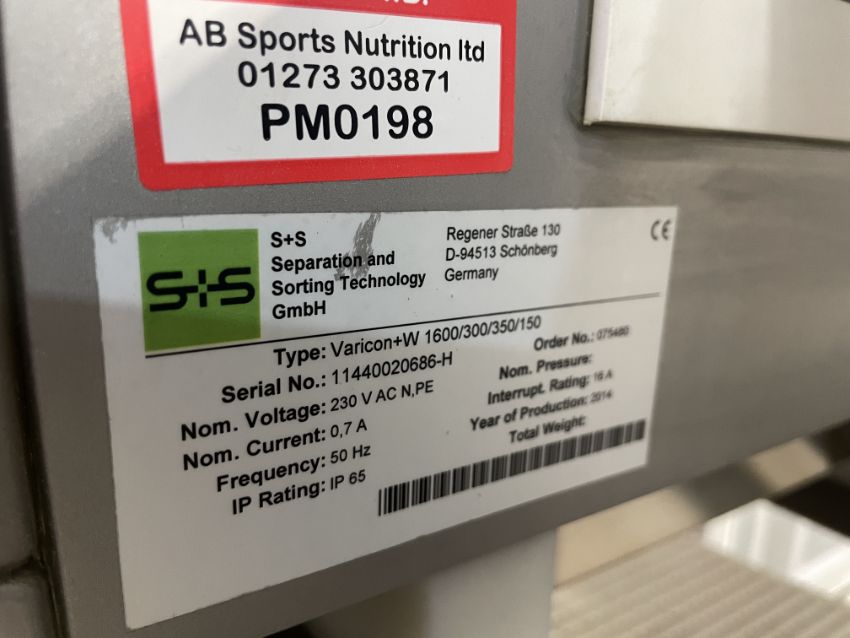 AB Sports Nutrition ltd
01273 303871
PM0198
S+S
S+S
Separation and
Sorting Technology
GmbH
Regener Straße 130
D-94513 Schönberg
Germany
CE
Type: Varicon+W 1600/300/350/150
Serial No.: 11440020686-H
Nom. Voltage: 230 V AC N,PE
Nom. Current: 0,7 A
Frequency: 50 Hz
IP Rating: IP 65
Order No.:
Nom. Pressure:
Interrupt. Rating: 16 A
Year of Production: 2014
Total Weight: